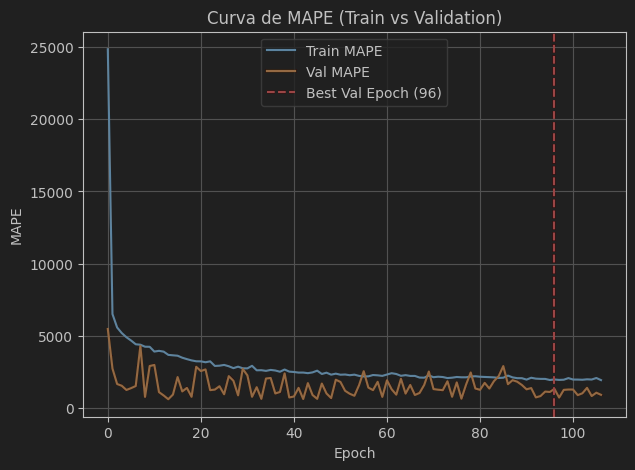 Curva de MAPE (Train vs Validation)
Train MAPE
Val MAPE
Best Val Epoch (96)
MAPE
25000
20000
15000
10000
5000
0
0 20 40 60 80 100
Epoch